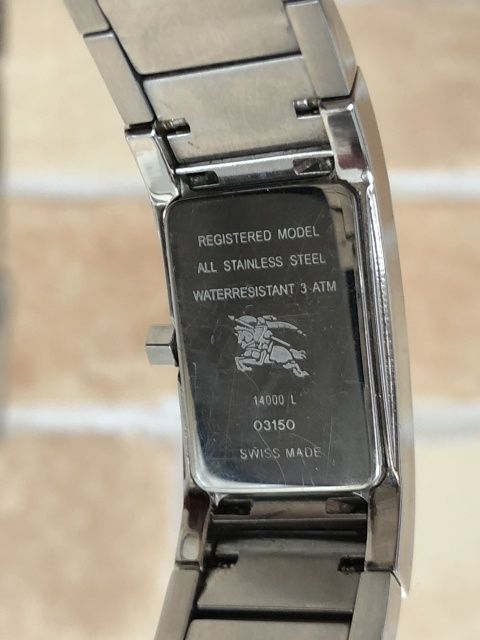 REGISTERED MODEL
ALL STAINLESS STEEL
WATERRESISTANT 3 ATM
14000 L
03150
SWISS MADE